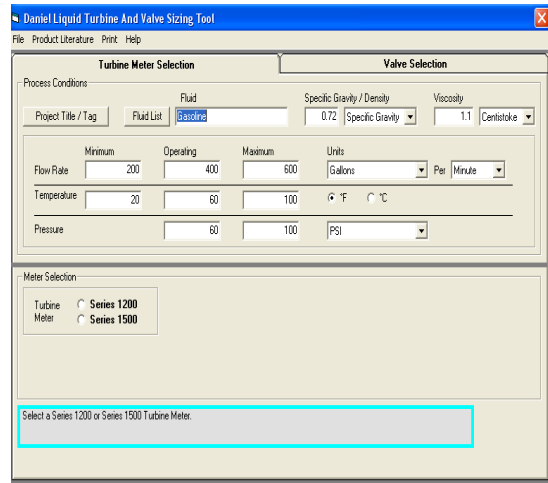 Daniel Liquid Turbine And Valve Sizing Tool
File Product Literature Print Help
Turbine Meter Selection Valve Selection
Process Conditions
Fluid Specific Gravity / Density Viscosity
Project Title / Tag Fluid List Gasoline 0.72 Specific Gravity 1.1 Centistoke
Minimum Operating Maximum Units
Flow Rate 200 400 600 Gallons Per Minute
Temperature 20 60 100 °F °C
Pressure 60 100 PSI
Meter Selection
Turbine Meter Series 1200
Series 1500
Select a Series 1200 or Series 1500 Turbine Meter.